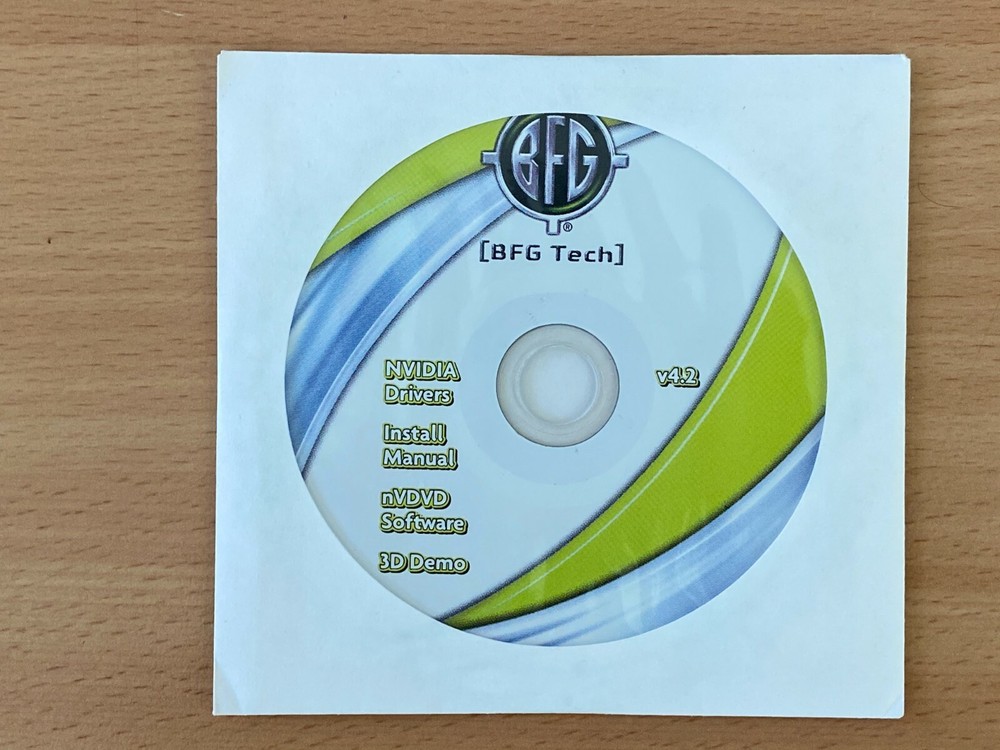 BFG
®
[BFG Tech]
NVIDIA
Drivers
v4.2
Install
Manual
nVDVD
Software
3D Demo